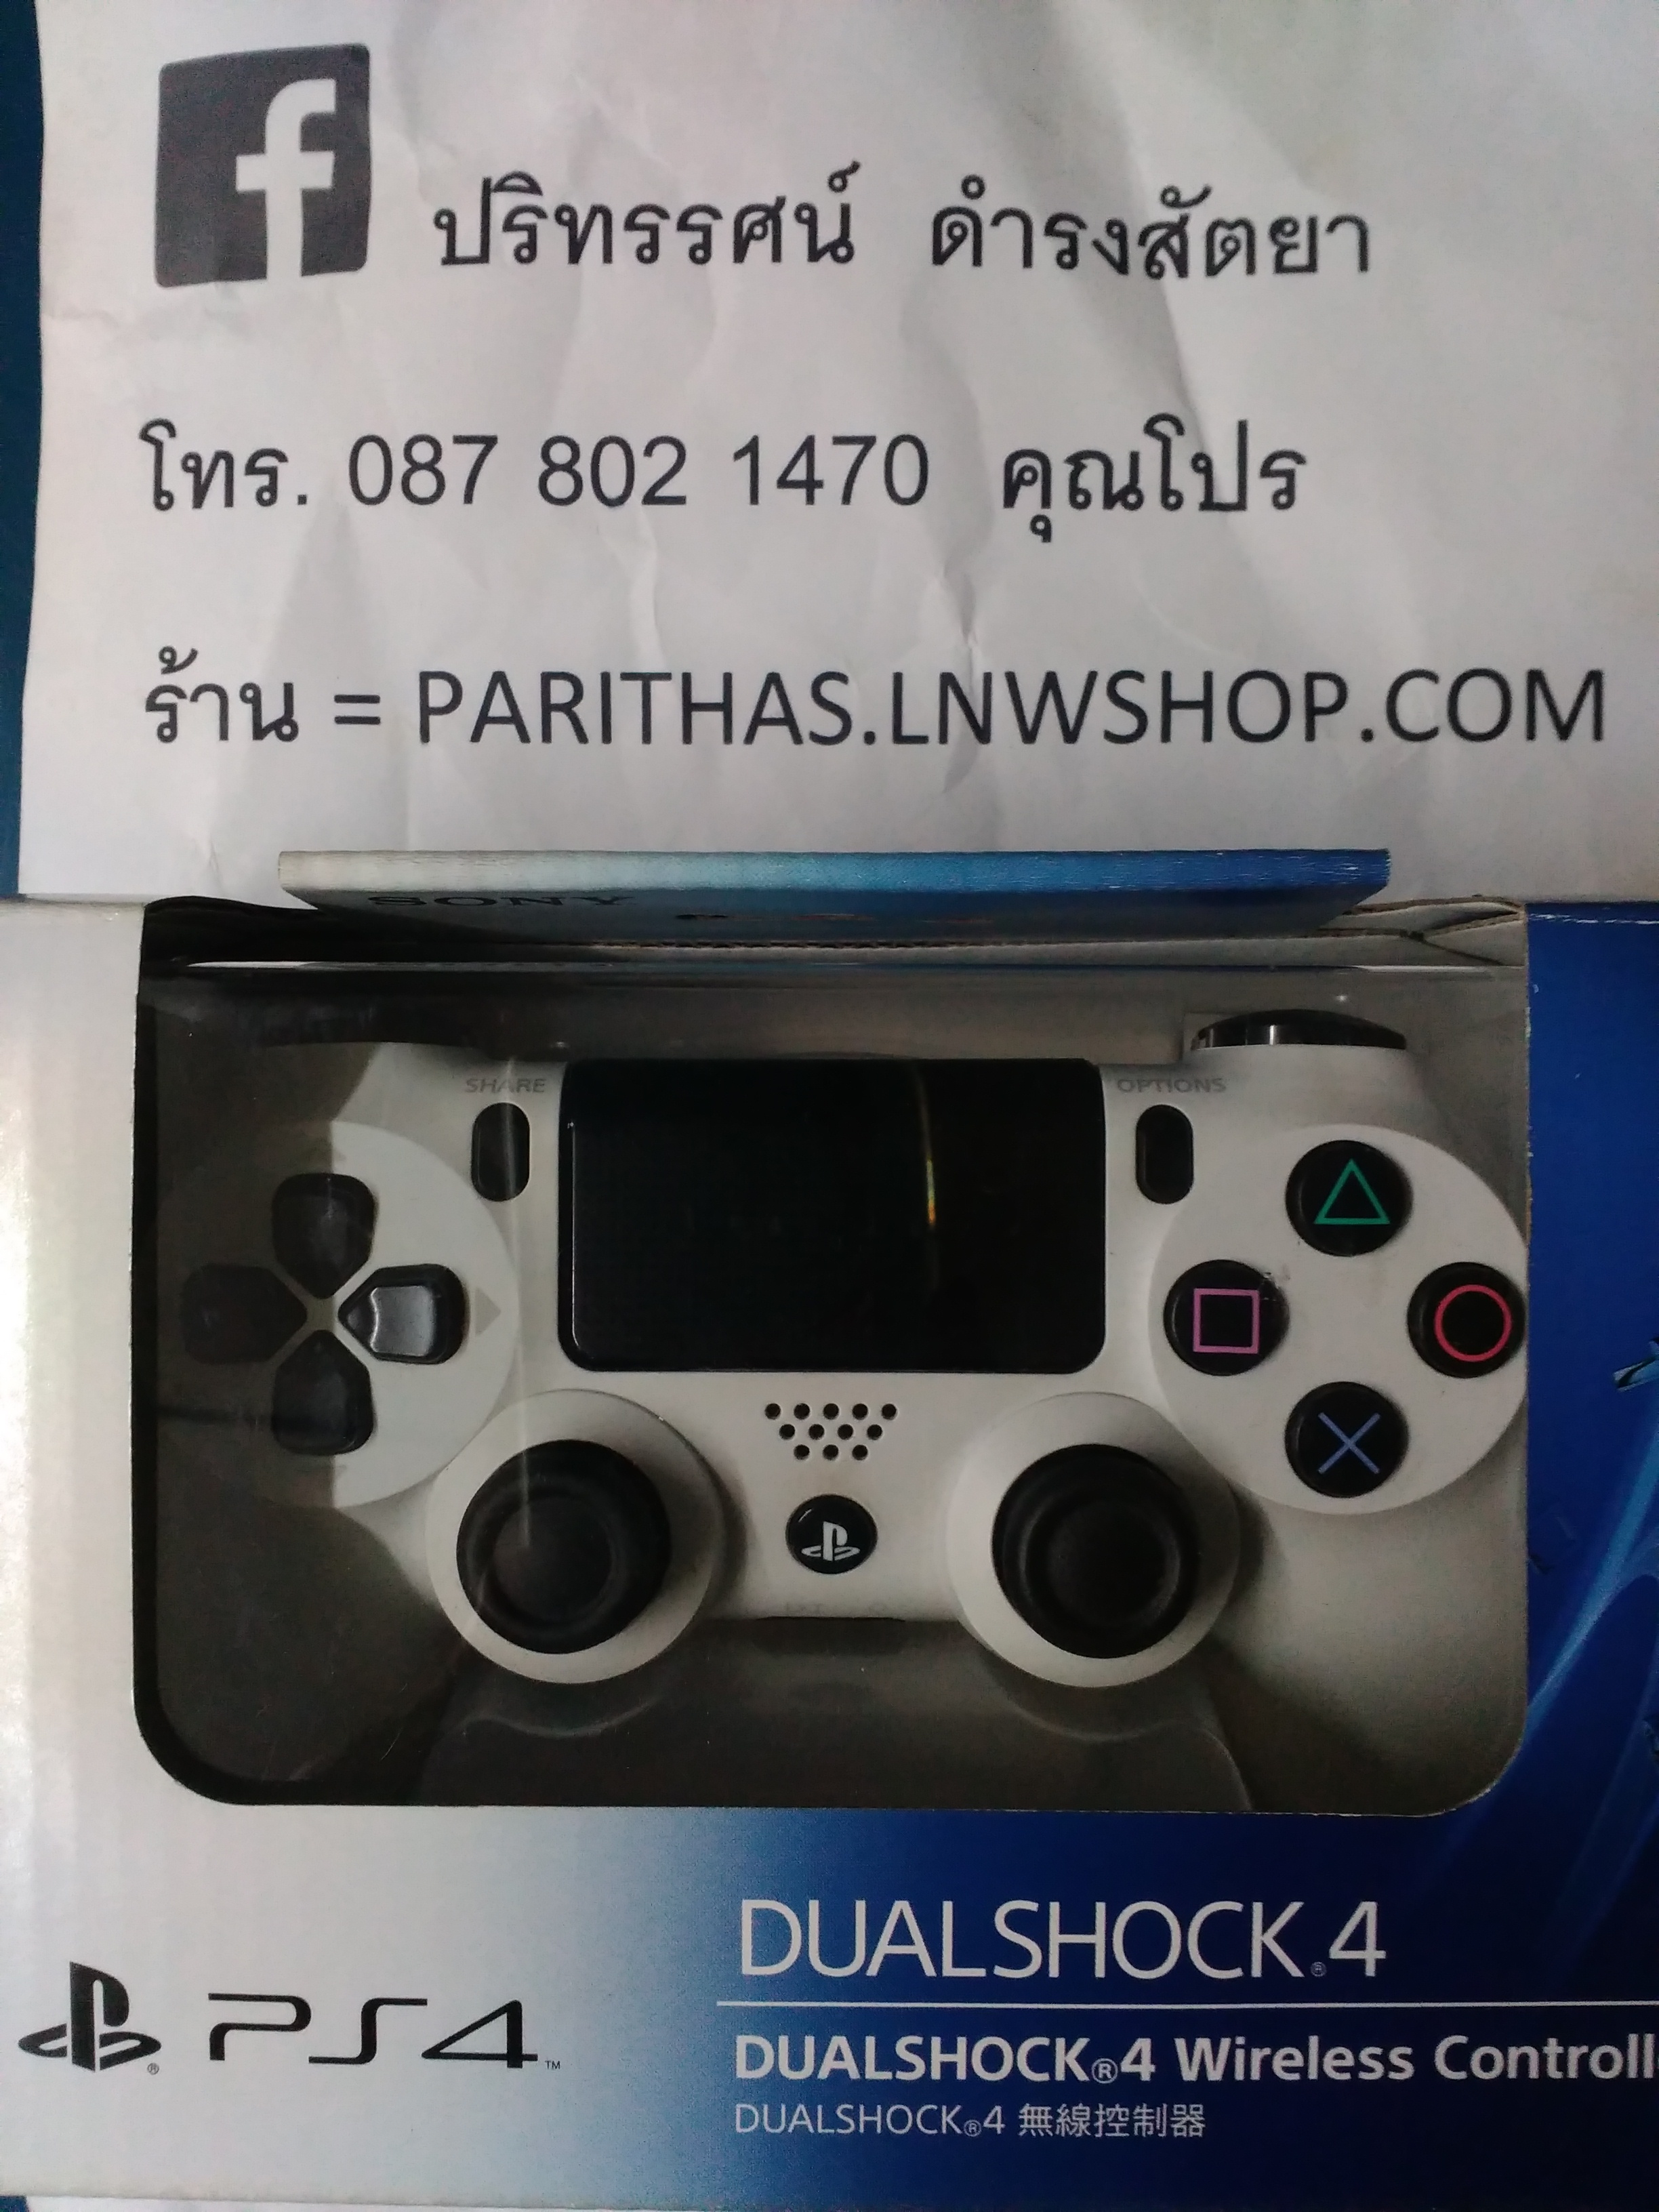 f ปริทรรศน์ ดำรงสัตยา
โทร. 087 802 1470 คุณโปร
ร้าน = PARITHAS.LNWSHOP.COM
SONY
SHARE
OPTIONS
DUALSHOCK®4
PS4™
DUALSHOCK®4 Wireless Controll
DUALSHOCK®4 無線控制器